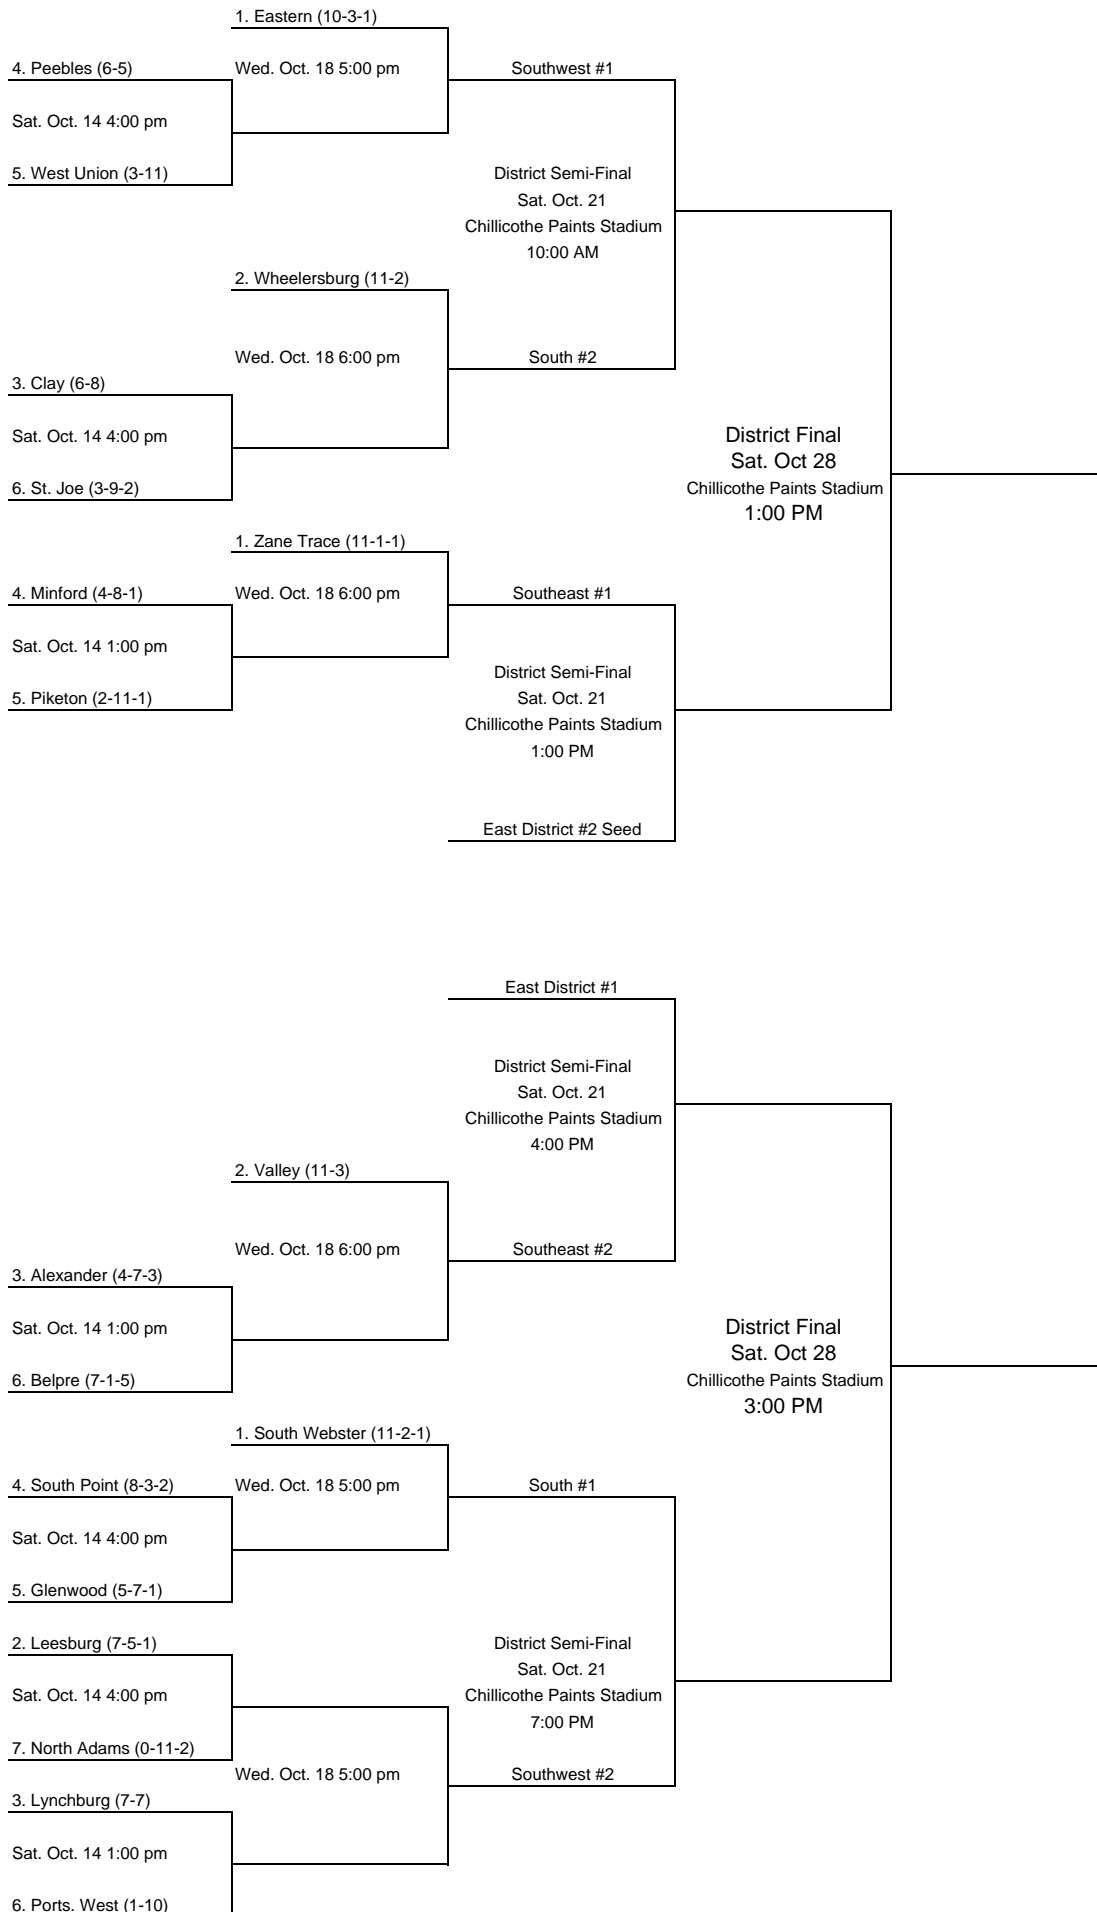 1. Eastern (10-3-1)
4. Peebles (6-5)
Wed. Oct. 18 5:00 pm
Southwest #1
Sat. Oct. 14 4:00 pm
5. West Union (3-11)
District Semi-Final
Sat. Oct. 21
Chillicothe Paints Stadium
10:00 AM
2. Wheelersburg (11-2)
Wed. Oct. 18 6:00 pm
South #2
3. Clay (6-8)
Sat. Oct. 14 4:00 pm
6. St. Joe (3-9-2)
District Final
Sat. Oct 28
Chillicothe Paints Stadium
1:00 PM
1. Zane Trace (11-1-1)
4. Minford (4-8-1)
Wed. Oct. 18 6:00 pm
Southeast #1
Sat. Oct. 14 1:00 pm
5. Piketon (2-11-1)
District Semi-Final
Sat. Oct. 21
Chillicothe Paints Stadium
1:00 PM
East District #2 Seed
East District #1
District Semi-Final
Sat. Oct. 21
Chillicothe Paints Stadium
4:00 PM
2. Valley (11-3)
Wed. Oct. 18 6:00 pm
Southeast #2
3. Alexander (4-7-3)
Sat. Oct. 14 1:00 pm
6. Belpre (7-1-5)
District Final
Sat. Oct 28
Chillicothe Paints Stadium
3:00 PM
1. South Webster (11-2-1)
4. South Point (8-3-2)
Wed. Oct. 18 5:00 pm
South #1
Sat. Oct. 14 4:00 pm
5. Glenwood (5-7-1)
2. Leesburg (7-5-1)
Sat. Oct. 14 4:00 pm
7. North Adams (0-11-2)
District Semi-Final
Sat. Oct. 21
Chillicothe Paints Stadium
7:00 PM
Wed. Oct. 18 5:00 pm
Southwest #2
3. Lynchburg (7-7)
Sat. Oct. 14 1:00 pm
6. Ports. West (1-10)